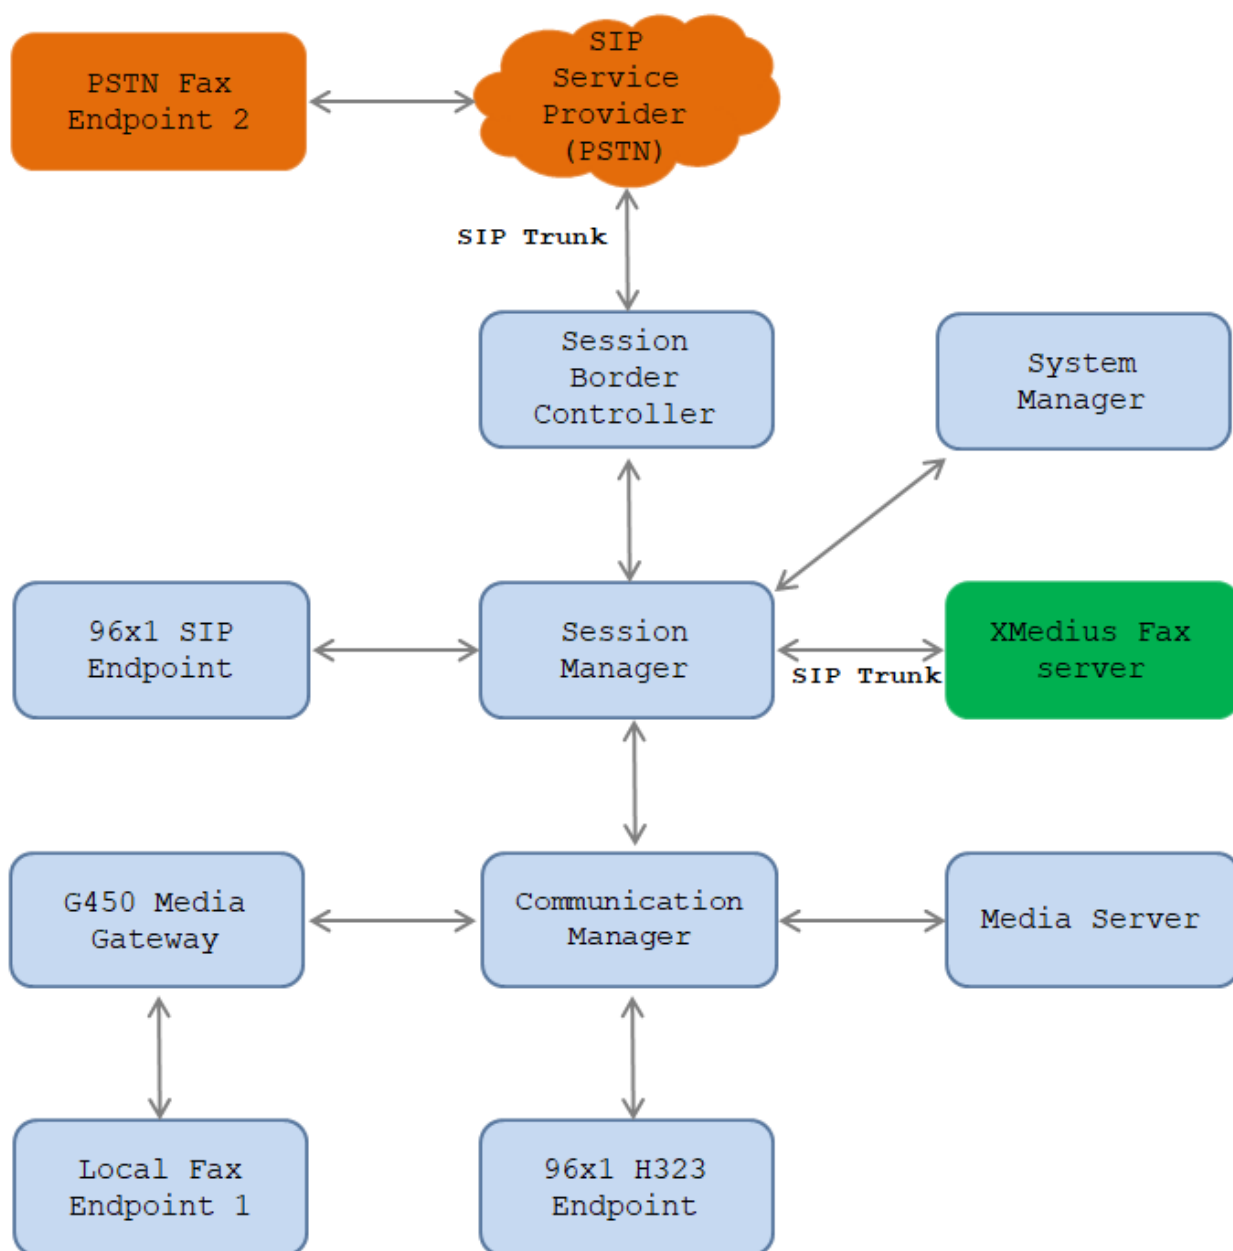 PSTN Fax
Endpoint 2
SIP
Service
Provider
(PSTN)
SIP Trunk
Session
Border
Controller
System
Manager
96x1 SIP
Endpoint
Session
Manager
SIP Trunk
XMedius Fax
server
G450 Media
Gateway
Communication
Manager
Media Server
Local Fax
Endpoint 1
96x1 H323
Endpoint